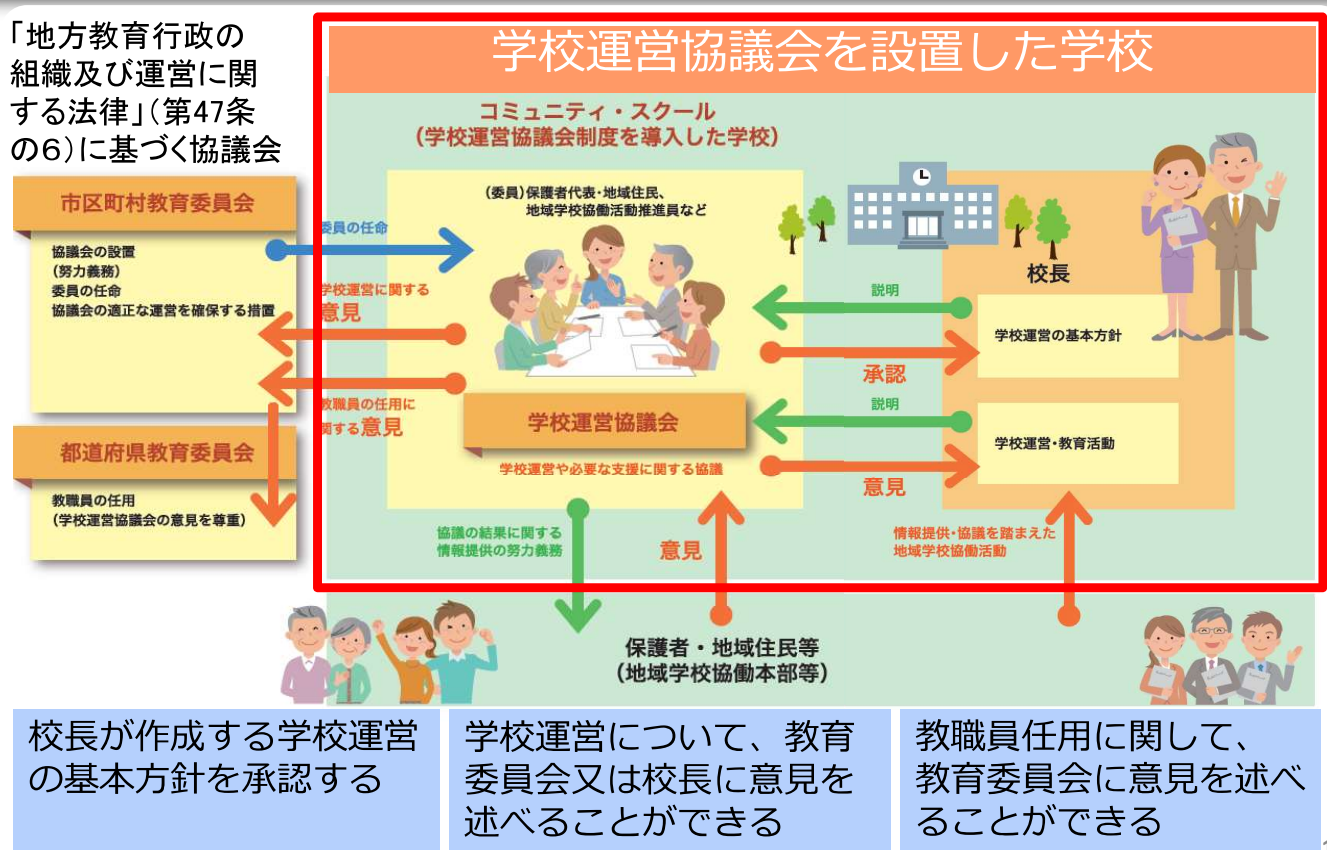 「地方教育行政の
組織及び運営に関
する法律」(第47条
の6)に基づく協議会
学校運営協議会を設置した学校
コミュニティ・スクール
(学校運営協議会制度を導入した学校)
市区町村教育委員会
協議会の設置
(努力義務)
委員の任命
協議会の適正な運営を確保する措置
都道府県教育委員会
教職員の任用
(学校運営協議会の意見を尊重)
委員の任命
学校運営に関する
意見
教職員の任用に
関する意見
(委員)保護者代表・地域住民、
地域学校協働活動推進員など
学校運営協議会
学校運営や必要な支援に関する協議
校長
説明
学校運営の基本方針
承認
説明
学校運営・教育活動
意見
協議の結果に関する
情報提供の努力義務
意見
情報提供・協議を踏まえた
地域学校協働活動
保護者・地域住民等
(地域学校協働本部等)
校長が作成する学校運営
の基本方針を承認する
学校運営について、教育
委員会又は校長に意見を
述べることができる
教職員任用に関して、
教育委員会に意見を述べ
ることができる